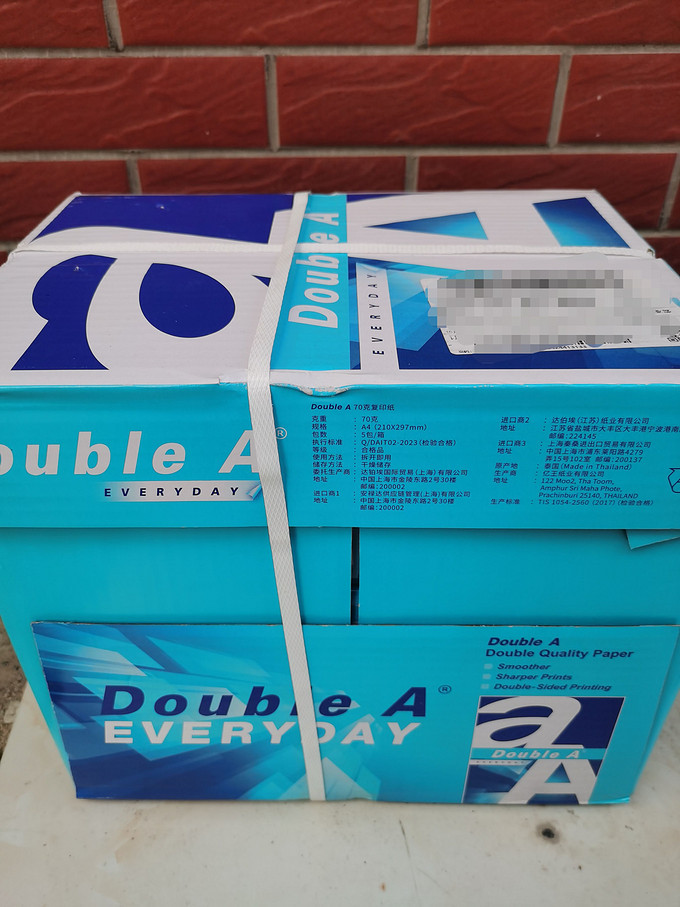 Double A
EVERYDAY
Double A 70克复印纸
克重 : 70克
规格 : A4 (210X297mm)
包数 : 5包/箱
执行标准 : Q/DAIT02-2023 (检验合格)
等级 : 合格品
使用方法 : 拆开即用
储存方法 : 干燥储存
委托生产商 : 达伯埃国际贸易(上海)有限公司
地址 : 中国上海市金陵东路2号30楼
邮编:200002
进口商1 : 安禄达供应链管理(上海)有限公司
地址 : 中国上海市金陵东路2号30楼
邮编:200002
进口商2 : 达伯埃(江苏)纸业有限公司
地址 : 江苏省盐城市大丰区大丰港宁波港南
邮编:224145
进口商3 : 上海秦桑进出口贸易有限公司
地址 : 中国上海市浦东莱阳路4279
弄15号102室 邮编:200137
原产地 : 泰国 (Made in Thailand)
生产商 : 亿王纸业有限公司
地址 : 122 Moo2, Tha Toom,
Amphur Sri Maha Phote,
Prachinburi 25140, THAILAND
生产标准 : TIS 1054-2560 (2017) (检验合格)
ouble A®
EVERYDAY
Double A®
EVERYDAY
Double A
Double Quality Paper
Smoother
Sharper Prints
Double-Sided Printing
a
Double A
EVERYDAY
A